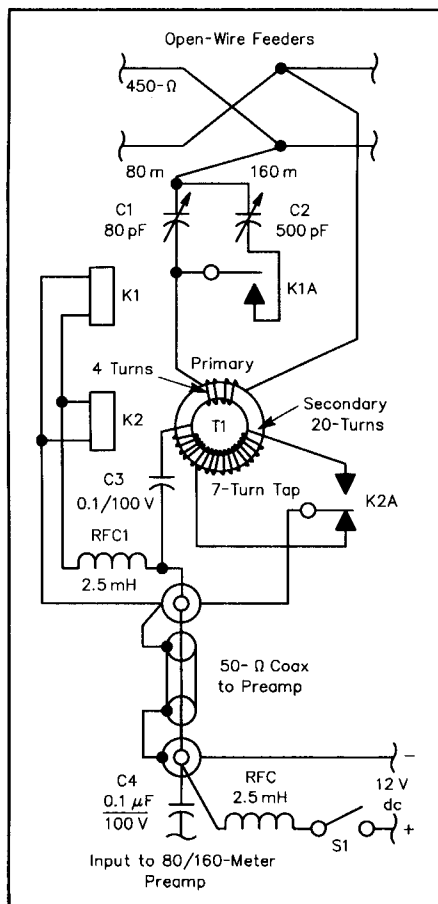 Open-Wire Feeders
450-Ω
80 m
160 m
C1
80 pF
C2
500 pF
K1
K1A
Primary
4 Turns
K2
T1
Secondary
20-Turns
C3
0.1/100 V
7-Turn Tap
K2A
RFC1
2.5 mH
50-Ω Coax
to Preamp
C4
0.1 μF
100 V
RFC
2.5 mH
−
12 V
dc
+
S1
Input to 80/160-Meter
Preamp